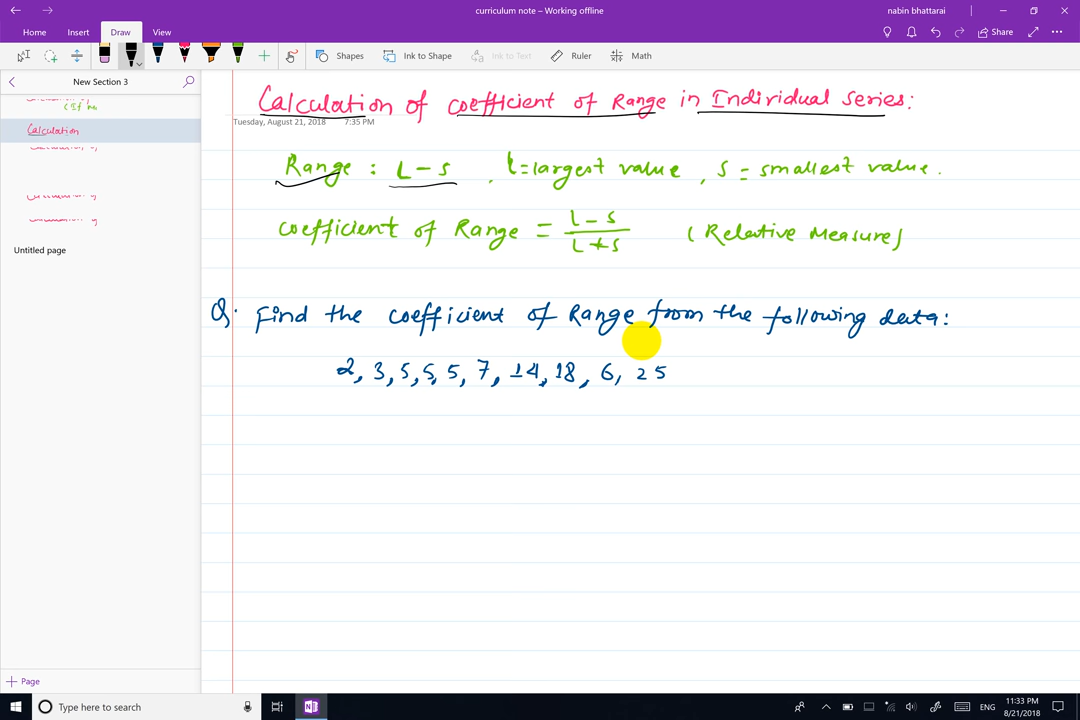 curriculum note – Working offline
nabin bhattarai
Home Insert Draw View
Share
Shapes Ink to Shape Ink to Text Ruler Math
New Section 3
Calculation
Untitled page
Calculation of coefficient of Range in Individual series:
Tuesday, August 21, 2018 7:35 PM
Range : L - S , L = largest value , S = smallest value.
coefficient of Range = L - S / L + S (Relative Measure)
Q. Find the coefficient of Range from the following data:
2, 3, 5, 5, 5, 7, 14, 18, 6, 25
+ Page
Type here to search
ENG
11:33 PM
8/21/2018